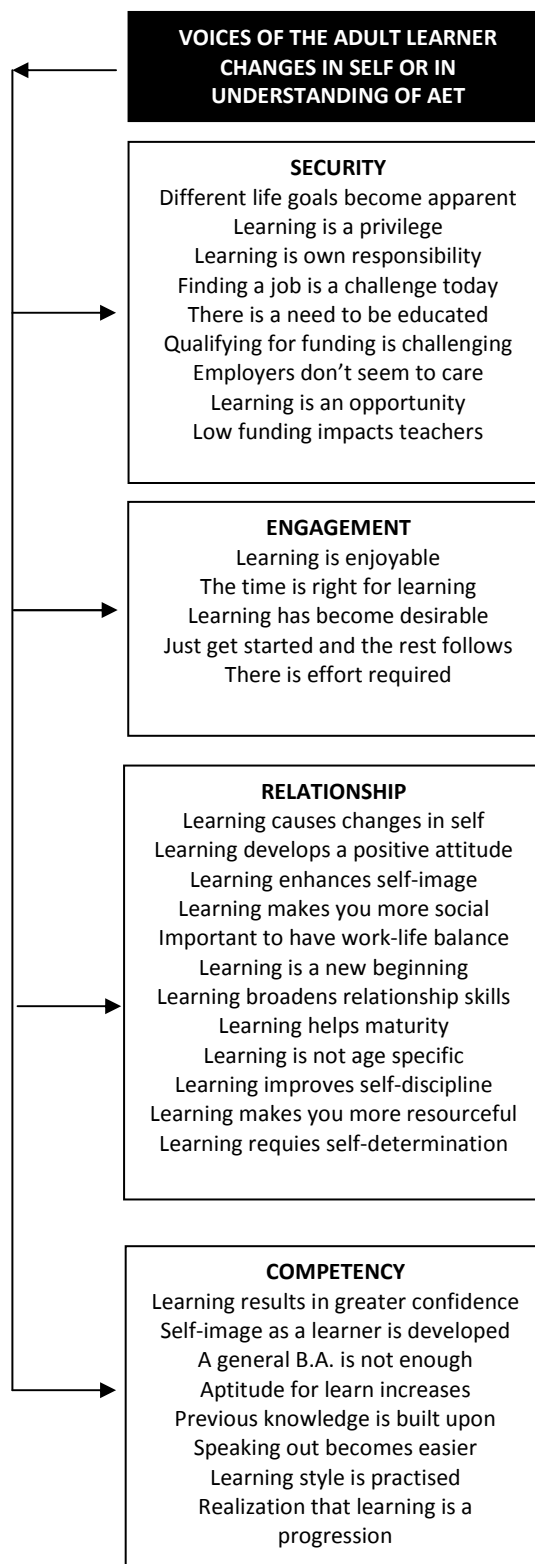 VOICES OF THE ADULT LEARNER
CHANGES IN SELF OR IN
UNDERSTANDING OF AET
SECURITY
Different life goals become apparent
Learning is a privilege
Learning is own responsibility
Finding a job is a challenge today
There is a need to be educated
Qualifying for funding is challenging
Employers don’t seem to care
Learning is an opportunity
Low funding impacts teachers
ENGAGEMENT
Learning is enjoyable
The time is right for learning
Learning has become desirable
Just get started and the rest follows
There is effort required
RELATIONSHIP
Learning causes changes in self
Learning develops a positive attitude
Learning enhances self-image
Learning makes you more social
Important to have work-life balance
Learning is a new beginning
Learning broadens relationship skills
Learning helps maturity
Learning is not age specific
Learning improves self-discipline
Learning makes you more resourceful
Learning requies self-determination
COMPETENCY
Learning results in greater confidence
Self-image as a learner is developed
A general B.A. is not enough
Aptitude for learn increases
Previous knowledge is built upon
Speaking out becomes easier
Learning style is practised
Realization that learning is a
progression